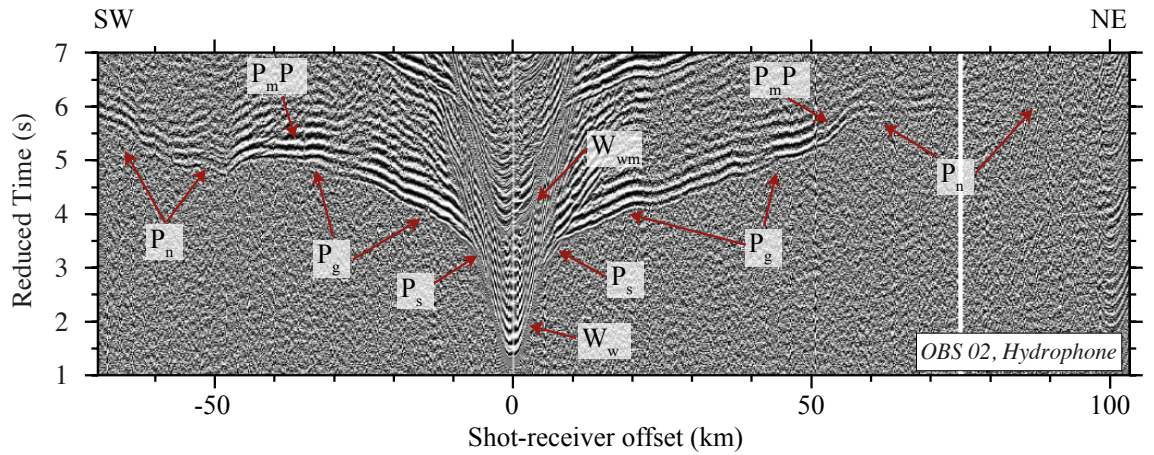 SW NE
7
6
5
4
3
2
1
Reduced Time (s)
PmP
PmP
Wwm
Pn
Pn
Pg
Pg
Ps
Ps
Ww
OBS 02, Hydrophone
-50 0 50 100
Shot-receiver offset (km)